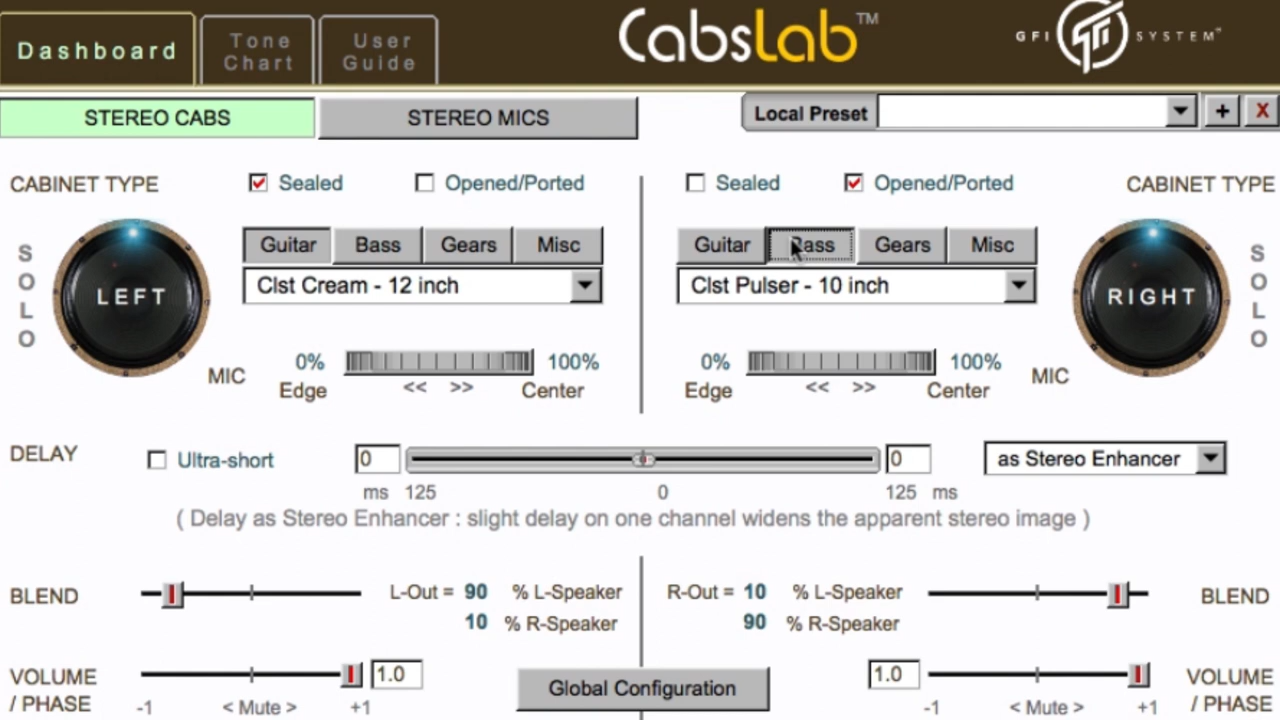 Dashboard
Tone Chart
User Guide
CabsLab™
GFI SYSTEM™
STEREO CABS
STEREO MICS
Local Preset
+
X
CABINET TYPE
Sealed
Opened/Ported
Sealed
Opened/Ported
CABINET TYPE
SOLO
LEFT
Guitar
Bass
Gears
Misc
Clst Cream - 12 inch
Guitar
Bass
Gears
Misc
Clst Pulser - 10 inch
RIGHT
SOLO
MIC
0%
Edge
<< >>
100%
Center
0%
Edge
<< >>
100%
Center
MIC
DELAY
Ultra-short
0
0
as Stereo Enhancer
ms 125 0 125 ms
( Delay as Stereo Enhancer : slight delay on one channel widens the apparent stereo image )
BLEND
L-Out = 90 % L-Speaker
10 % R-Speaker
R-Out = 10 % L-Speaker
90 % R-Speaker
BLEND
VOLUME
/ PHASE
1.0
-1 < Mute > +1
Global Configuration
1.0
-1 < Mute > +1
VOLUME
/ PHASE